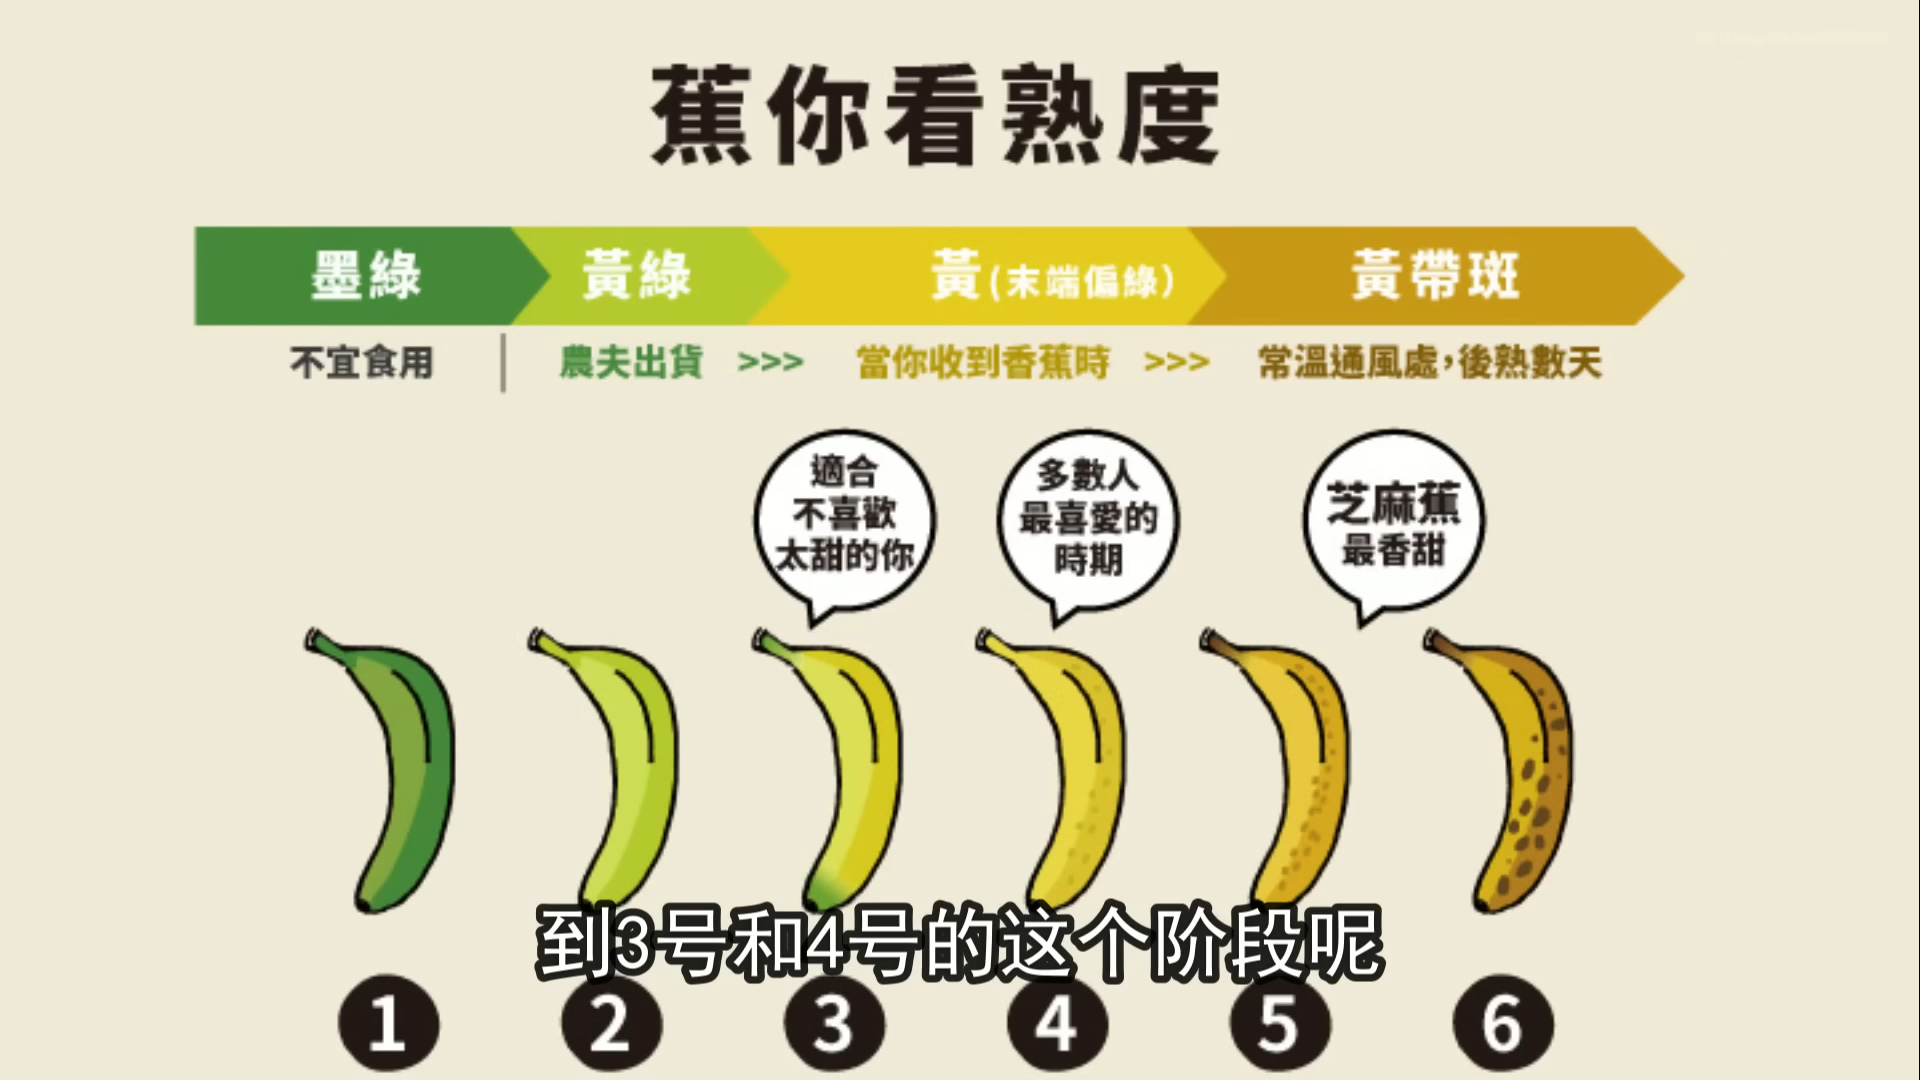 蕉你看熟度
墨綠 黃綠 黃(末端偏綠) 黃帶斑
不宜食用 農夫出貨 >>> 當你收到香蕉時 >>> 常溫通風處,後熟數天
適合
不喜歡
太甜的你
多數人
最喜愛的
時期
芝麻蕉
最香甜
到3号和4号的这个阶段呢
1 2 3 4 5 6